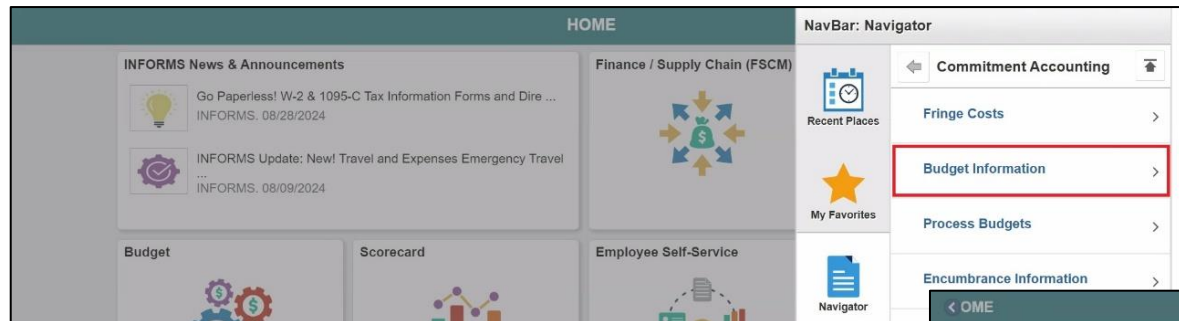 HOME
NavBar: Navigator
INFORMS News & Announcements
Go Paperless! W-2 & 1095-C Tax Information Forms and Dire ...
INFORMS. 08/28/2024
INFORMS Update: New! Travel and Expenses Emergency Travel
...
INFORMS. 08/09/2024
Finance / Supply Chain (FSCM)
Budget
Scorecard
Employee Self-Service
Recent Places
My Favorites
Navigator
Commitment Accounting
Fringe Costs
Budget Information
Process Budgets
Encumbrance Information
OME